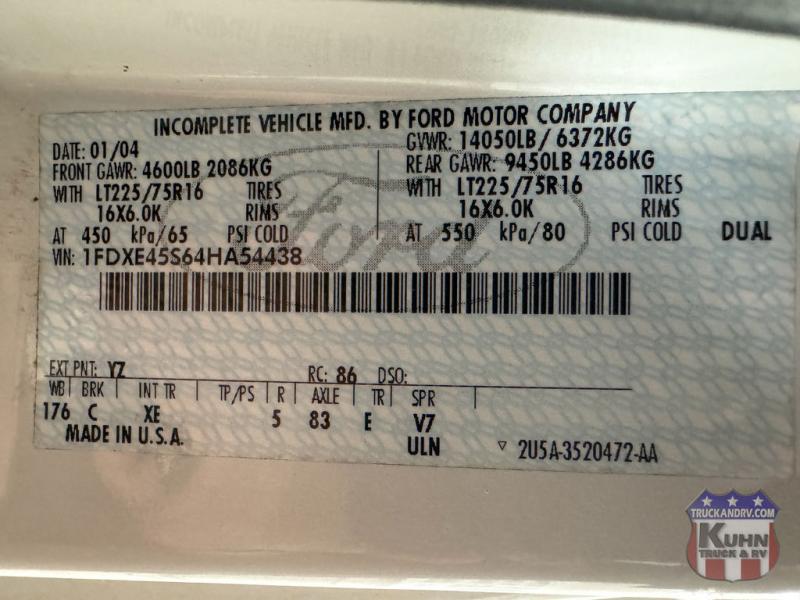 INCOMPLETE VEHICLE MFD. BY FORD MOTOR COMPANY
DATE: 01/04
GVWR: 14050LB/ 6372KG
FRONT GAWR: 4600LB 2086KG
REAR GAWR: 9450LB 4286KG
WITH LT225/75R16 TIRES
WITH LT225/75R16 TIRES
16X6.0K RIMS
16X6.0K RIMS
AT 450 kPa/65 PSI COLD
AT 550 kPa/80 PSI COLD DUAL
VIN: 1FDXE45S64HA54438
Ford
EXT PNT: YZ RC: 86 DSO:
WB BRK INT TR TP/PS R AXLE TR SPR
176 C XE 5 83 E V7
MADE IN U.S.A. ULN 2U5A-3520472-AA
TRUCKANDRV.COM
KUHN
TRUCK & RV